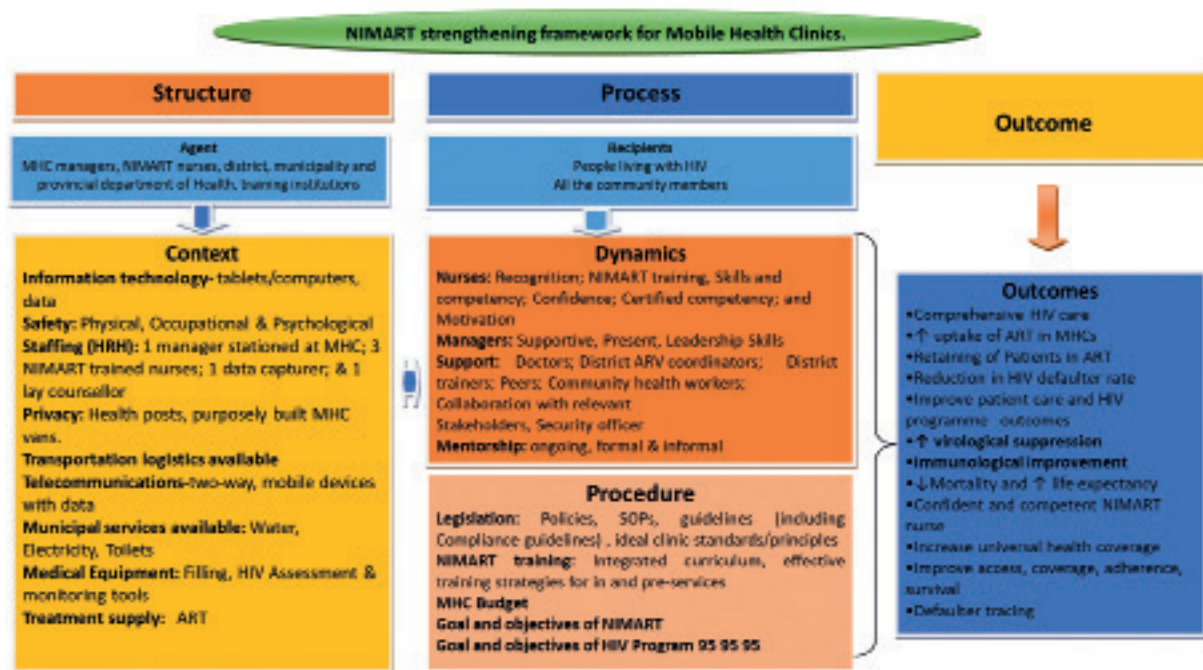 NIMART strengthening framework for Mobile Health Clinics.
Structure
Agent
MHC managers, NIMART nurses, district, municipality and
provincial department of Health, training institutions
Context
Information technology- tablets/computers,
data
Safety: Physical, Occupational & Psychological
Staffing (HRH): 1 manager stationed at MHC; 3
NIMART trained nurses; 1 data capturer; & 1
lay counsellor
Privacy: Health posts, purposely built MHC
vans.
Transportation logistics available
Telecommunications-two-way, mobile devices
with data
Municipal services available: Water,
Electricity, Toilets
Medical Equipment: Filling, HIV Assessment &
monitoring tools
Treatment supply: ART
Process
Recipients
People living with HIV
All the community members
Dynamics
Nurses: Recognition; NIMART training, Skills and
competency; Confidence; Certified competency; and
Motivation
Managers: Supportive, Present, Leadership Skills
Support: Doctors; District ARV coordinators; District
trainers; Peers; Community health workers;
Collaboration with relevant
Stakeholders, Security officer
Mentorship: ongoing, formal & informal
Procedure
Legislation: Policies, SOPs, guidelines (including
Compliance guidelines) , ideal clinic standards/principles
NIMART training: Integrated curriculum, effective
training strategies for in and pre-services
MHC Budget
Goal and objectives of NIMART
Goal and objectives of HIV Program 95 95 95
Outcome
Outcomes
•Comprehensive HIV care
•↑ uptake of ART in MHCs
•Retaining of Patients in ART
•Reduction in HIV defaulter rate
•Improve patient care and HIV
programme outcomes
•↑ virological suppression
•Immunological improvement
•↓Mortality and ↑ life expectancy
•Confident and competent NIMART
nurse
•Increase universal health coverage
•Improve access, coverage, adherence,
survival
•Defaulter tracing